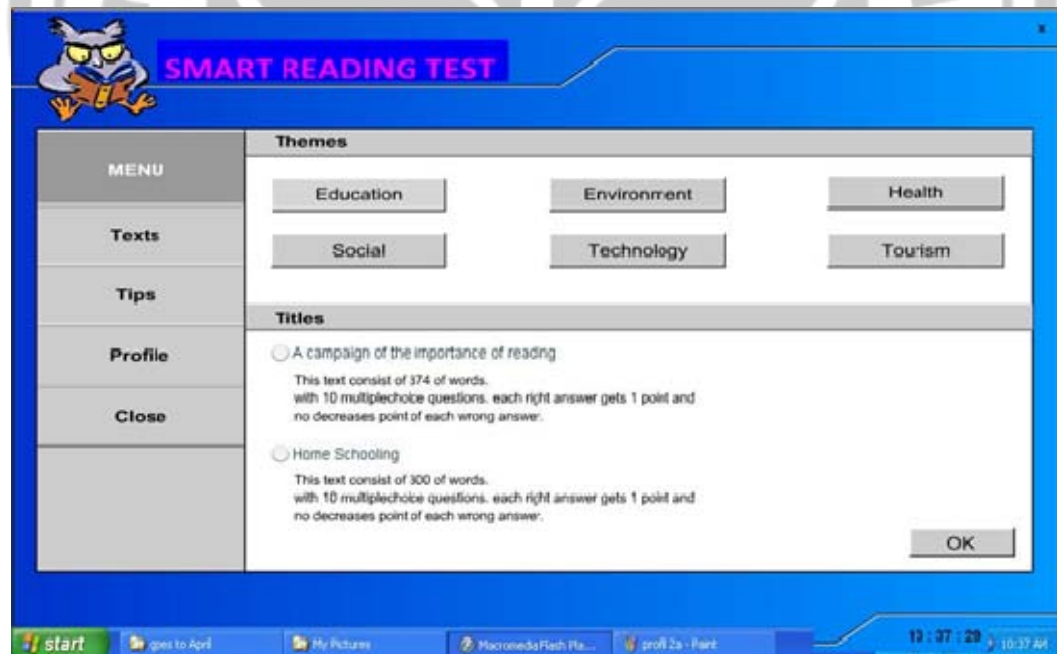 x
SMART READING TEST
MENU
Texts
Tips
Profile
Close
Themes
Education Environment Health
Social Technology Tourism
Titles
A campaign of the importance of reading
This text consist of 374 of words.
with 10 multiplechoice questions. each right answer gets 1 point and
no decreases point of each wrong answer.
Home Schooling
This text consist of 300 of words.
with 10 multiplechoice questions. each right answer gets 1 point and
no decreases point of each wrong answer.
OK
start goes to April My Pictures Macromedia Flash Pla... profil 2a - Paint 10:37 AM